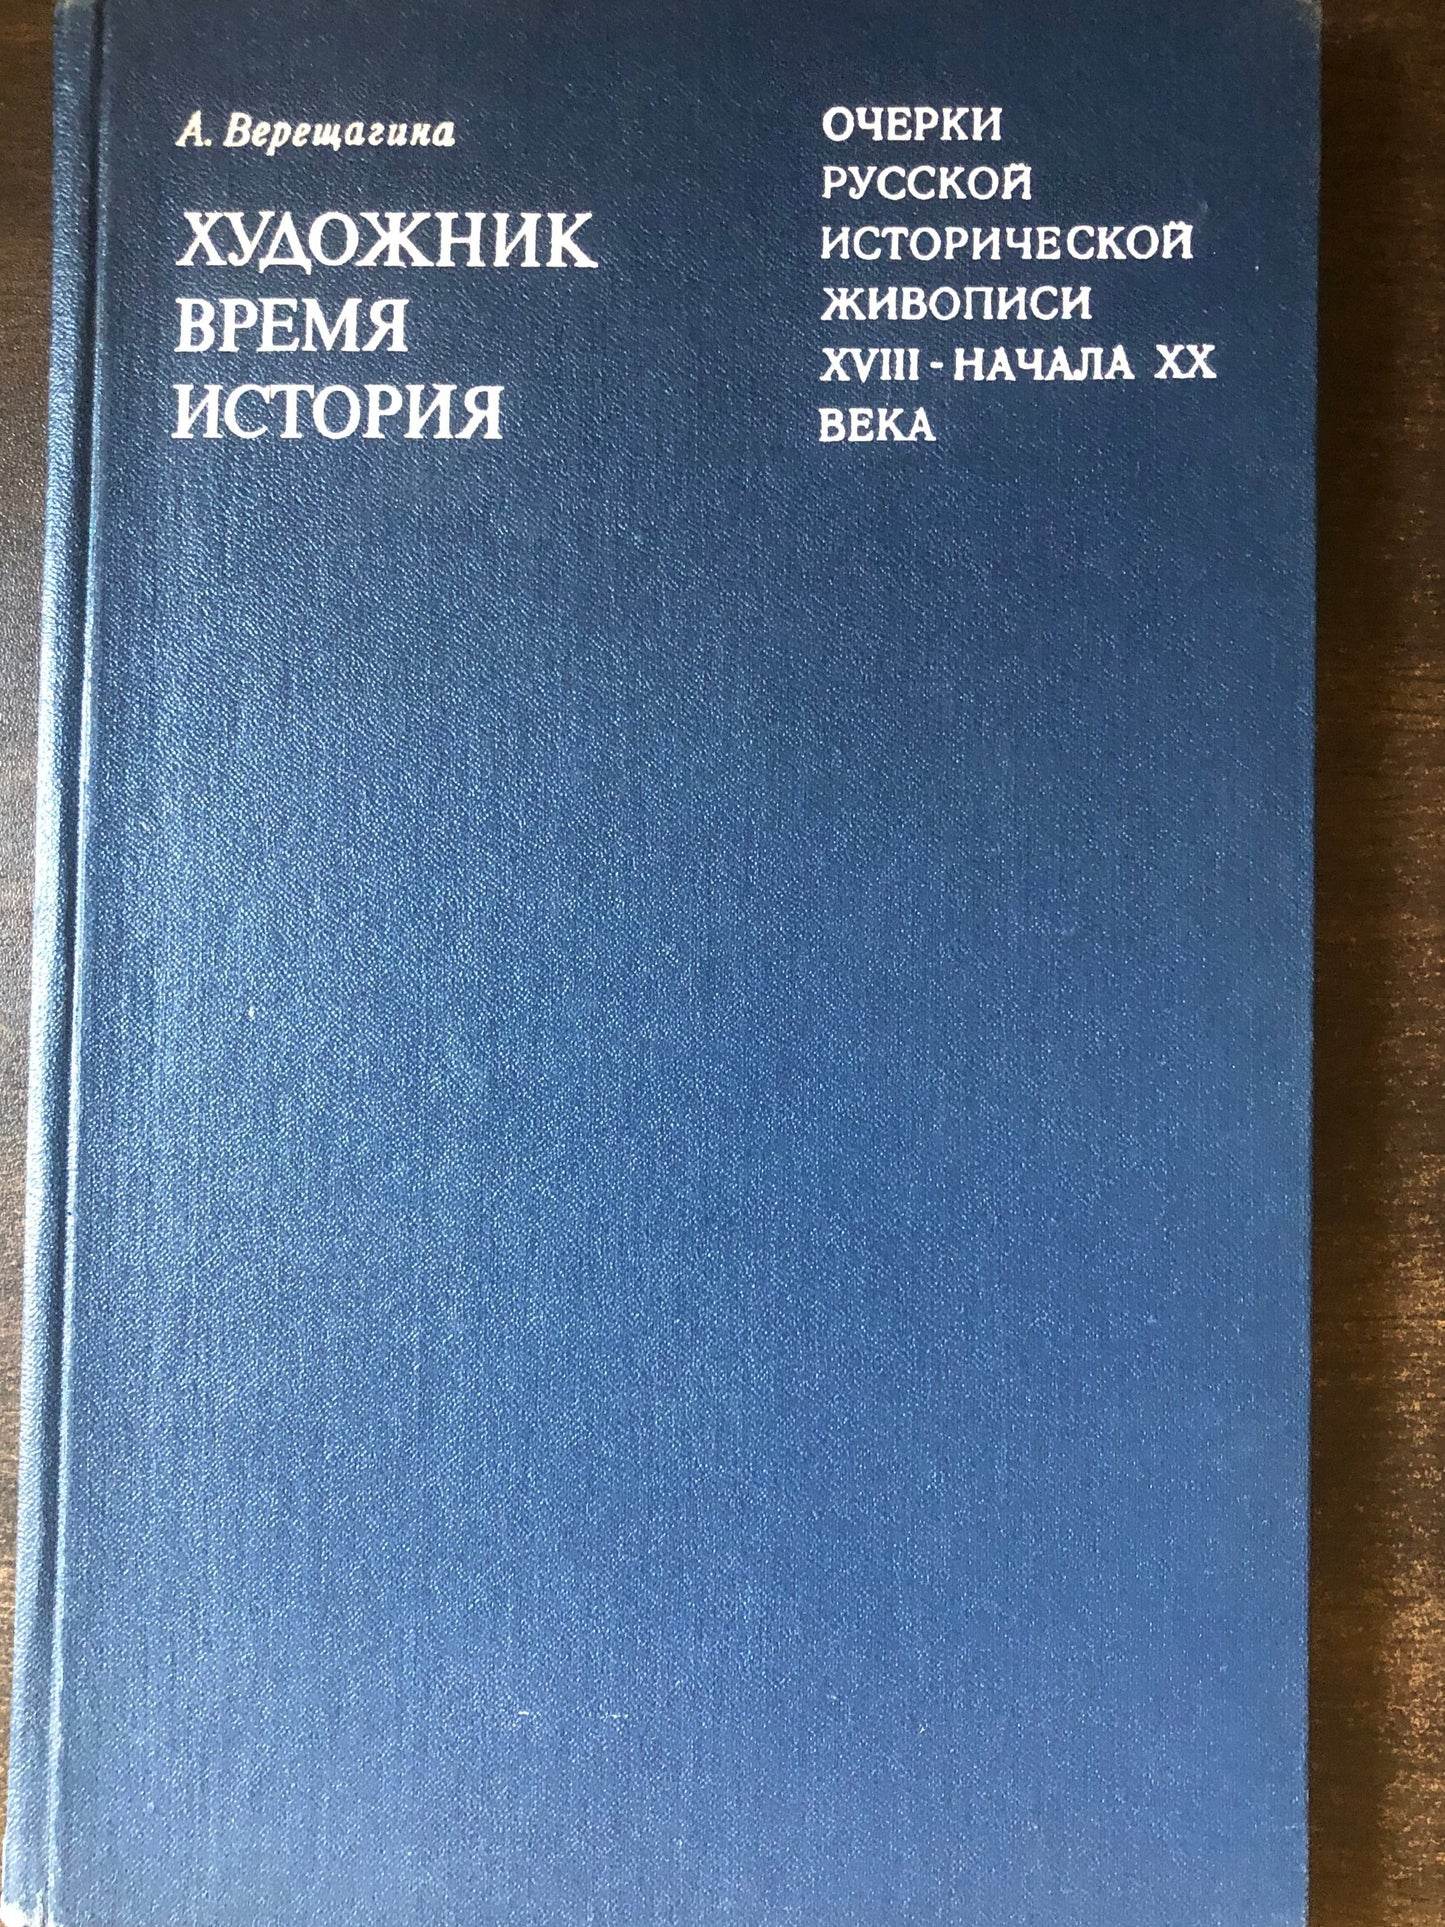 А. Верещагина
ХУДОЖНИК
ВРЕМЯ
ИСТОРИЯ
ОЧЕРКИ
РУССКОЙ
ИСТОРИЧЕСКОЙ
ЖИВОПИСИ
XVIII - НАЧАЛА XX
ВЕКА